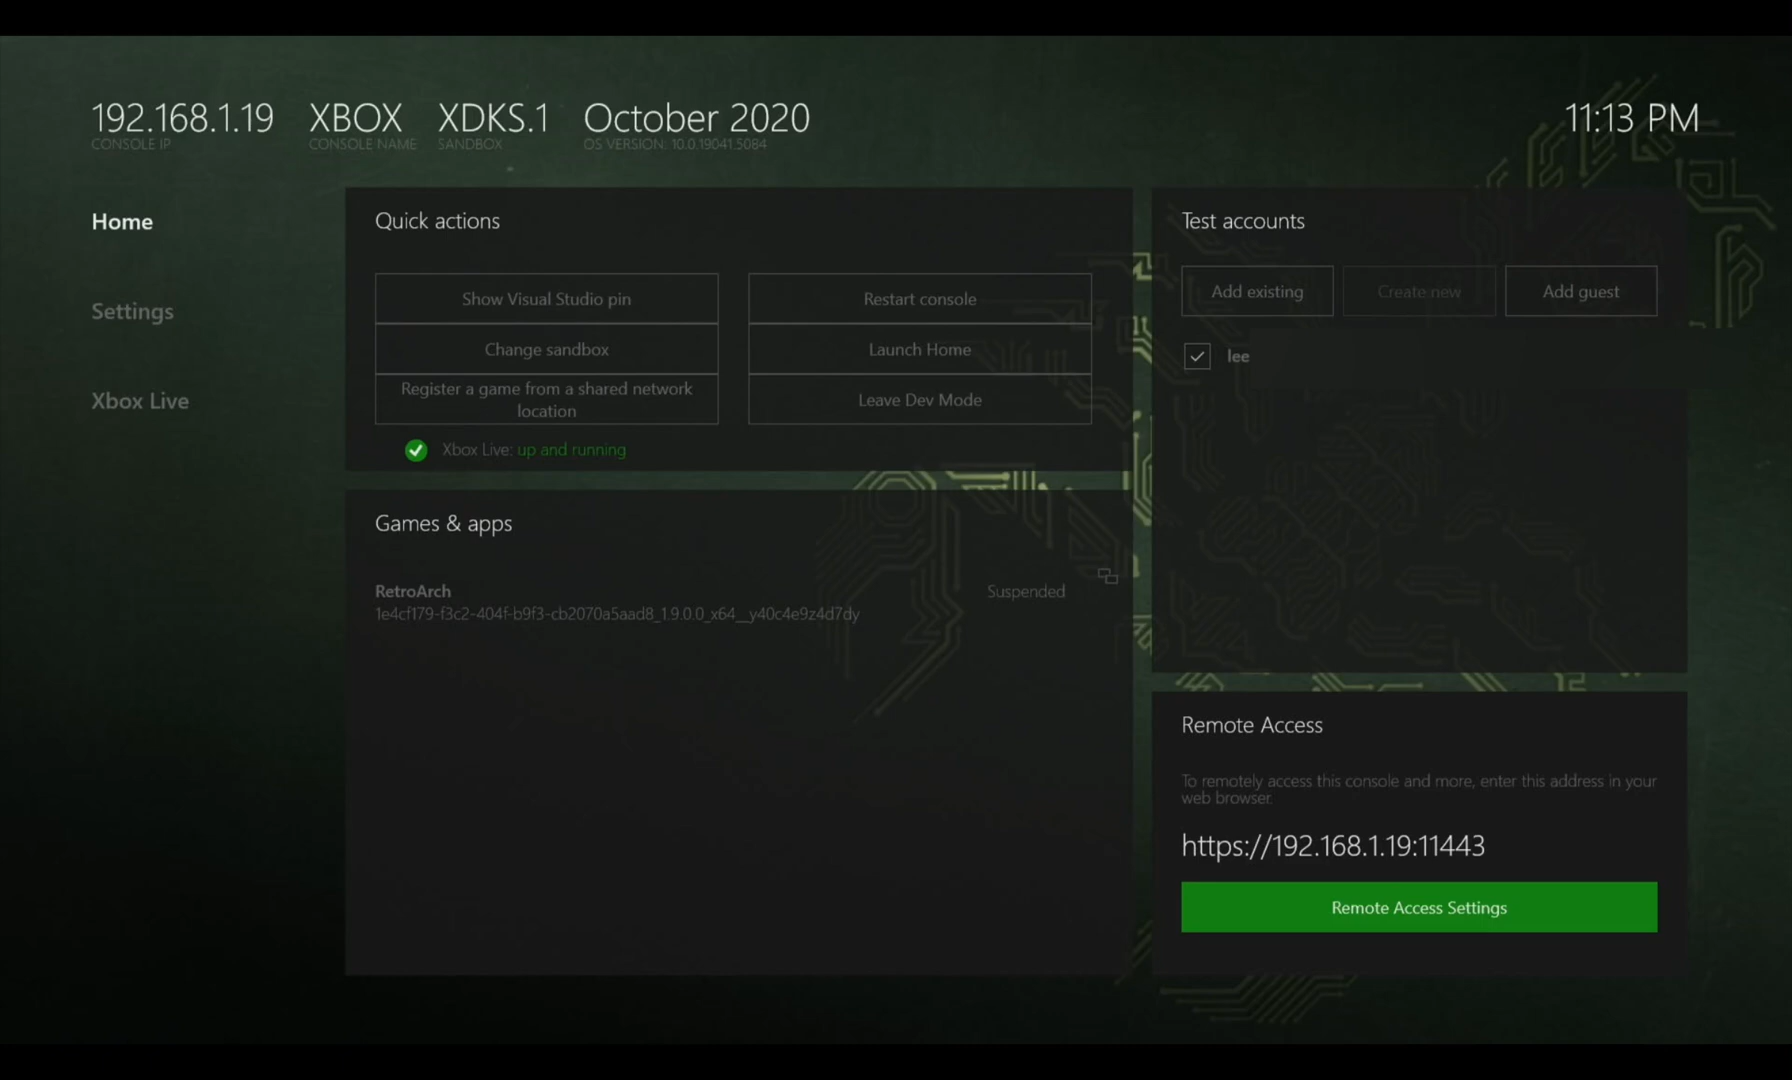 192.168.1.19 XBOX XDKS.1 October 2020 11:13 PM
CONSOLE IP CONSOLE NAME SANDBOX OS VERSION: 10.0.19041.5084
Home
Settings
Xbox Live
Quick actions
Show Visual Studio pin
Restart console
Change sandbox
Launch Home
Register a game from a shared network
location
Leave Dev Mode
Xbox Live: up and running
Games & apps
RetroArch
Suspended
1e4cf179-f3c2-404f-b9f3-cb2070a5aad8_1.9.0.0_x64__y40c4e9z4d7dy
Test accounts
Add existing
Create new
Add guest
lee
Remote Access
To remotely access this console and more, enter this address in your
web browser.
https://192.168.1.19:11443
Remote Access Settings